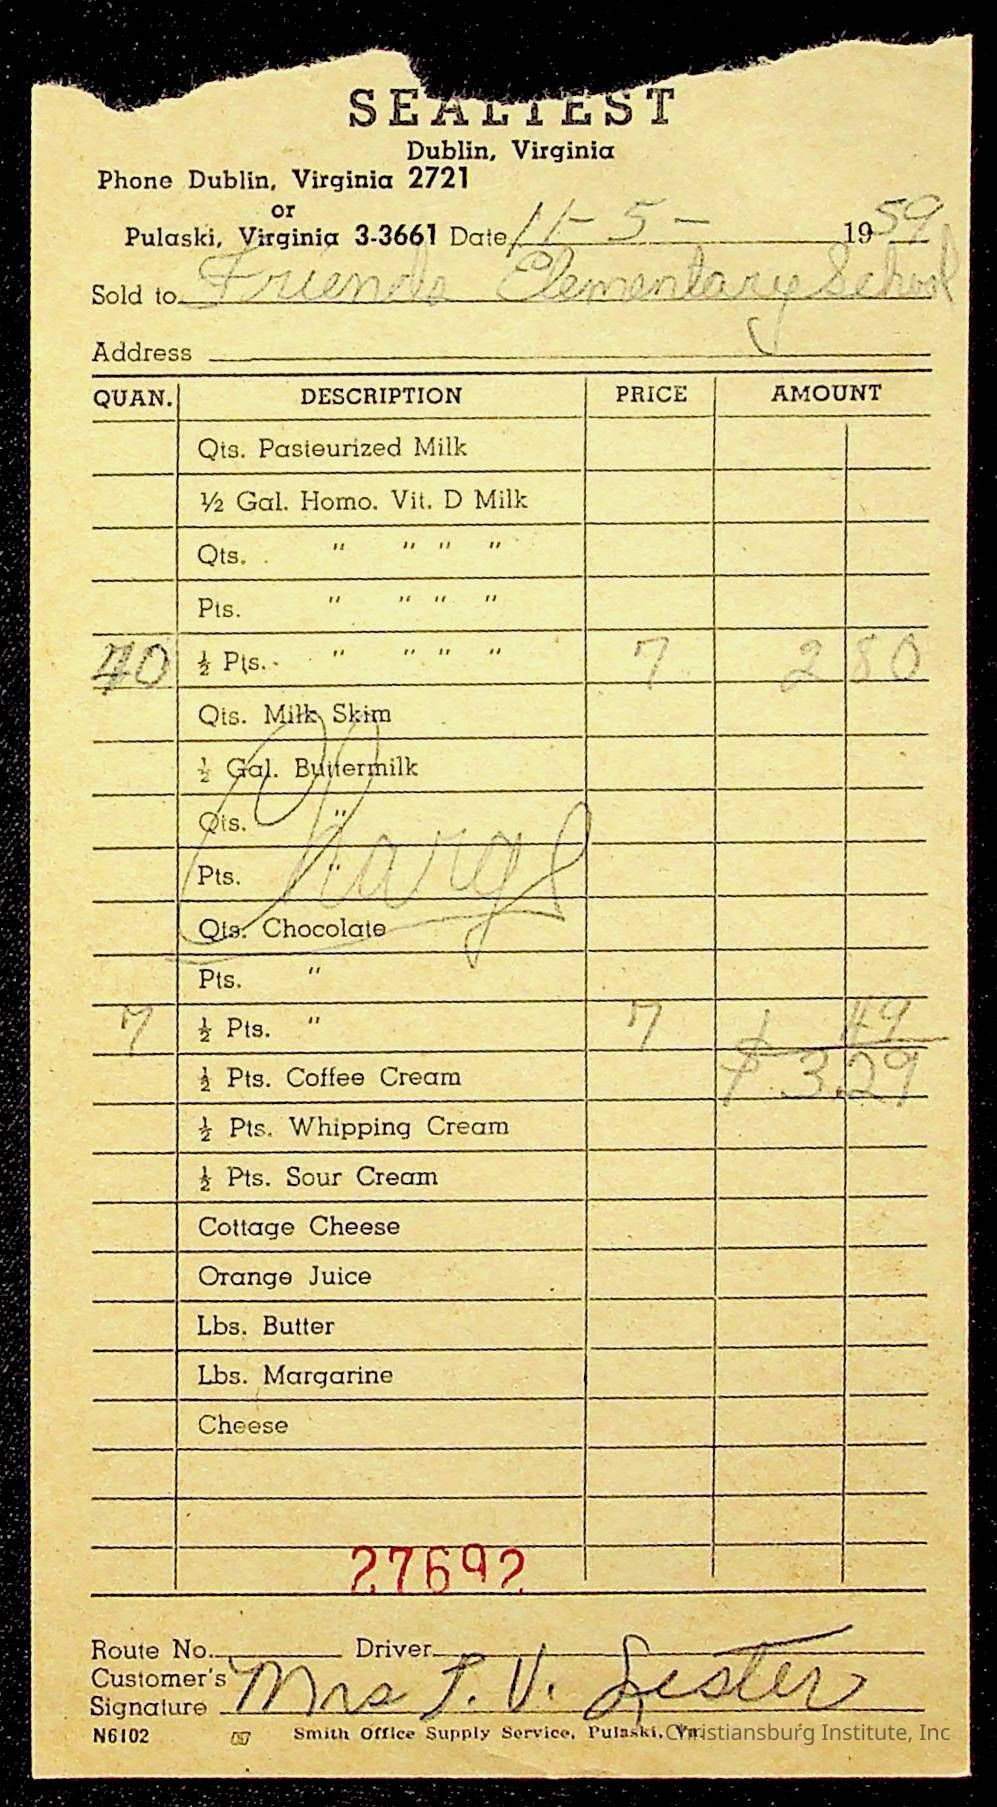 SEALTEST
Dublin, Virginia
Phone Dublin, Virginia 2721
or
Pulaski, Virginia 3-3661 Date 11-5- 1959
Sold to Friends Elementary School
Address
QUAN. DESCRIPTION PRICE AMOUNT
Qts. Pasteurized Milk
½ Gal. Homo. Vit. D Milk
Qts. " " " "
Pts. " " " "
40 ½ Pts. " " " " 7 2 80
Qts. Milk Skim
½ Gal. Buttermilk
Qts. "
Charge
Pts. "
Qts. Chocolate
Pts. "
7 ½ Pts. " 7 49
½ Pts. Coffee Cream $ 3.29
½ Pts. Whipping Cream
½ Pts. Sour Cream
Cottage Cheese
Orange Juice
Lbs. Butter
Lbs. Margarine
Cheese
27692
Route No. Driver
Customer's
Signature Mrs P. V. Lester
N6102 Smith Office Supply Service, Pulaski, Va.
Christiansburg Institute, Inc